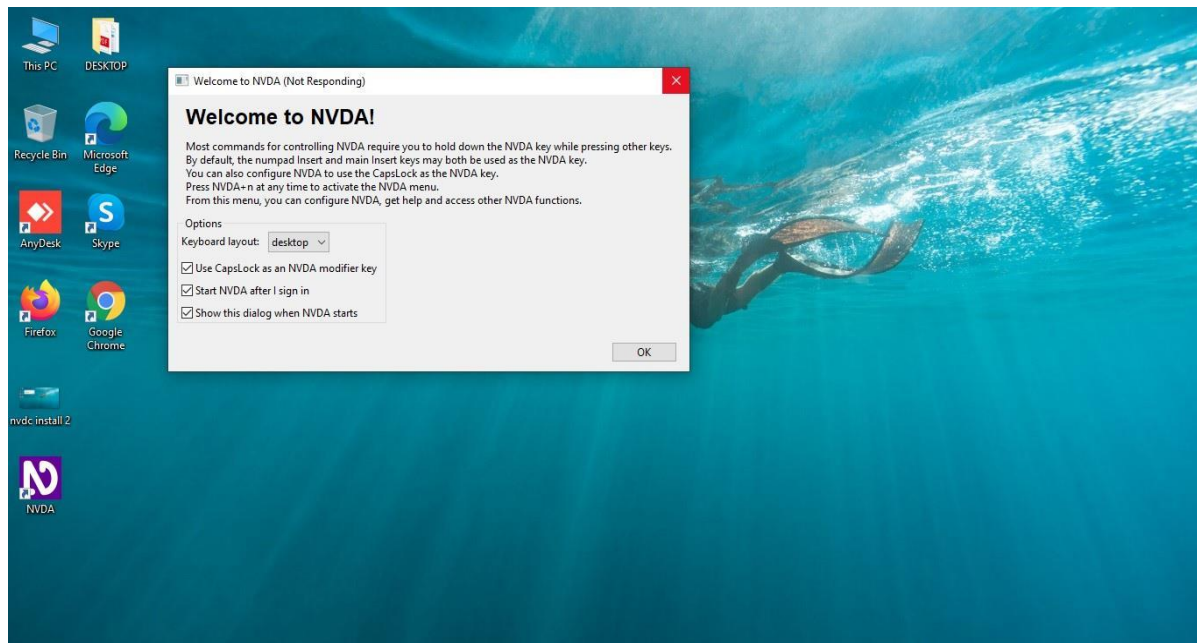 This PC
DESKTOP
Recycle Bin
Microsoft
Edge
AnyDesk
Skype
Firefox
Google
Chrome
nvdc install 2
NVDA
Welcome to NVDA (Not Responding)
Welcome to NVDA!
Most commands for controlling NVDA require you to hold down the NVDA key while pressing other keys.
By default, the numpad Insert and main Insert keys may both be used as the NVDA key.
You can also configure NVDA to use the CapsLock as the NVDA key.
Press NVDA+n at any time to activate the NVDA menu.
From this menu, you can configure NVDA, get help and access other NVDA functions.
Options
Keyboard layout: desktop
Use CapsLock as an NVDA modifier key
Start NVDA after I sign in
Show this dialog when NVDA starts
OK